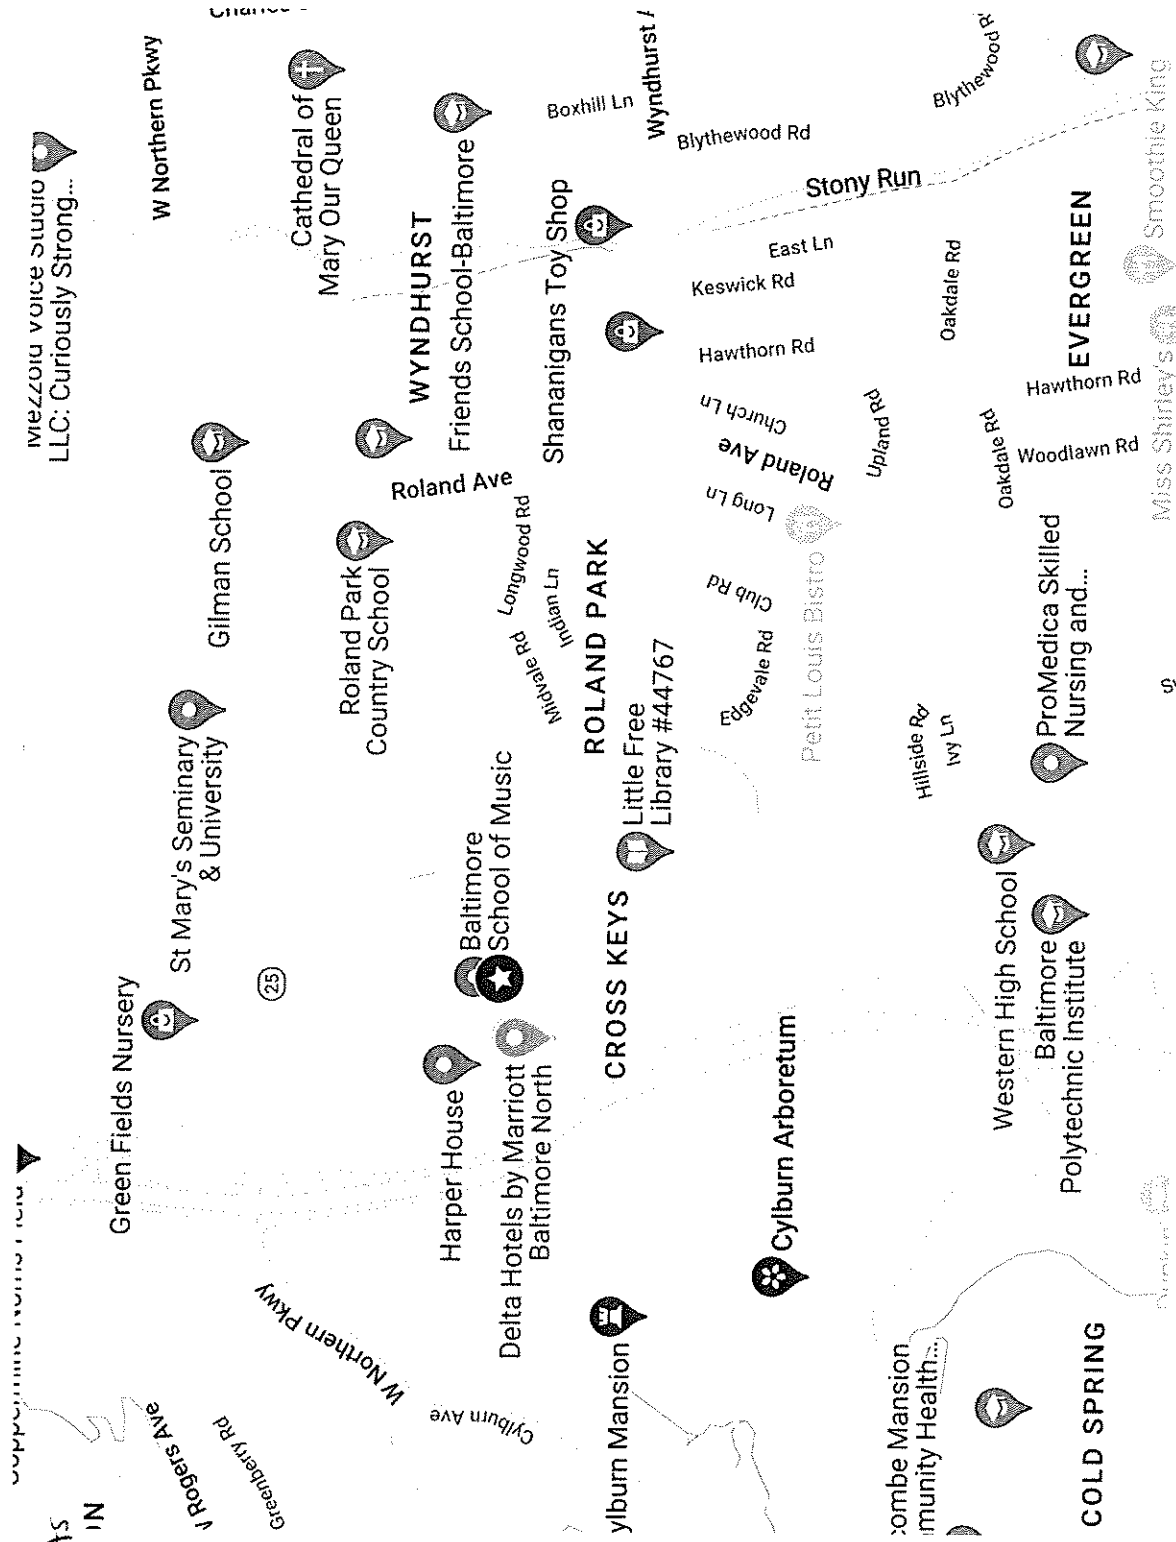 W Northern Pkwy
LLC: Curiously Strong...
Cathedral of
Mary Our Queen
WYNDHURST
Friends School-Baltimore
Shananigans Toy Shop
Boxhill Ln
Wyndhurst
Blythewood Rd
Blythewood R
Stony Run
East Ln
Keswick Rd
Hawthorn Rd
Oakdale Rd
EVERGREEN
Smoothie King
Miss Shirley's
Hawthorn Rd
Woodlawn Rd
Oakdale Rd
Upland Rd
Church Ln
Roland Ave
Long Ln
Club Rd
Petit Louis Bistro
Edgevale Rd
Gilman School
Roland Ave
Roland Park
Country School
Longwood Rd
Indian Ln
Midvale Rd
ROLAND PARK
Little Free
Library #44767
St Mary's Seminary
& University
Baltimore
School of Music
Hillside Rd
Ivy Ln
ProMedica Skilled
Nursing and...
Green Fields Nursery
25
Harper House
Delta Hotels by Marriott
Baltimore North
CROSS KEYS
Western High School
Baltimore
Polytechnic Institute
Cylburn Arboretum
W Northern Pkwy
Cylburn Ave
Rogers Ave
Greenberry Rd
ylburn Mansion
combe Mansion
munity Health...
COLD SPRING